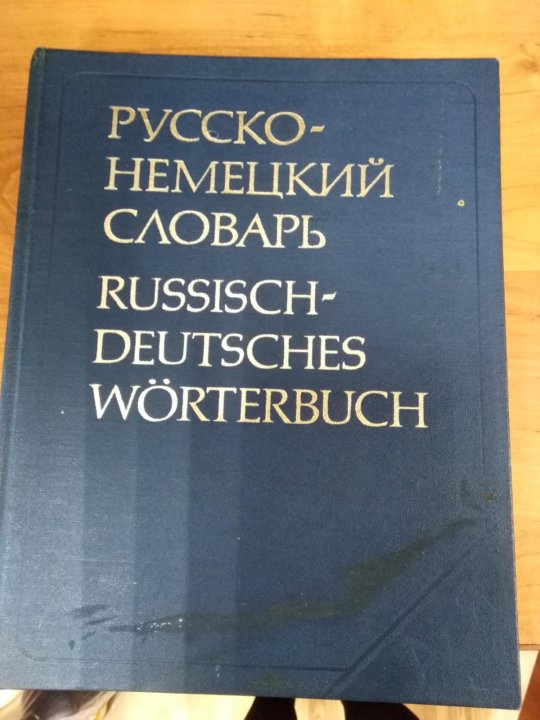 РУССКО-
НЕМЕЦКИЙ
СЛОВАРЬ
RUSSISCH-
DEUTSCHES
WÖRTERBUCH